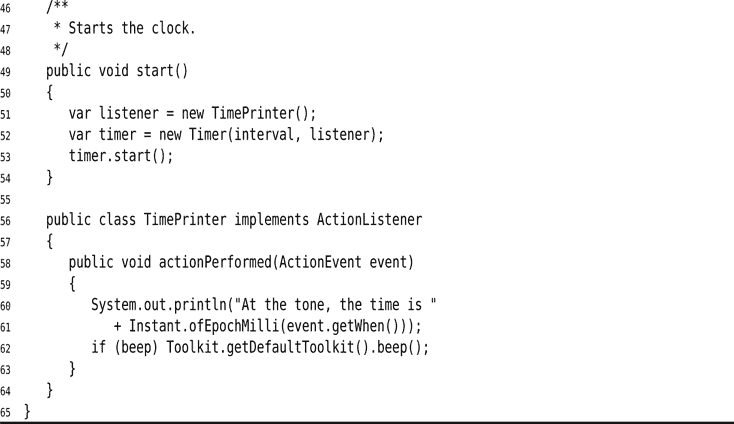 46    /**
47     * Starts the clock.
48     */
49    public void start()
50    {
51       var listener = new TimePrinter();
52       var timer = new Timer(interval, listener);
53       timer.start();
54    }
55
56    public class TimePrinter implements ActionListener
57    {
58       public void actionPerformed(ActionEvent event)
59       {
60          System.out.println("At the tone, the time is "
61             + Instant.ofEpochMilli(event.getWhen()));
62          if (beep) Toolkit.getDefaultToolkit().beep();
63       }
64    }
65 }